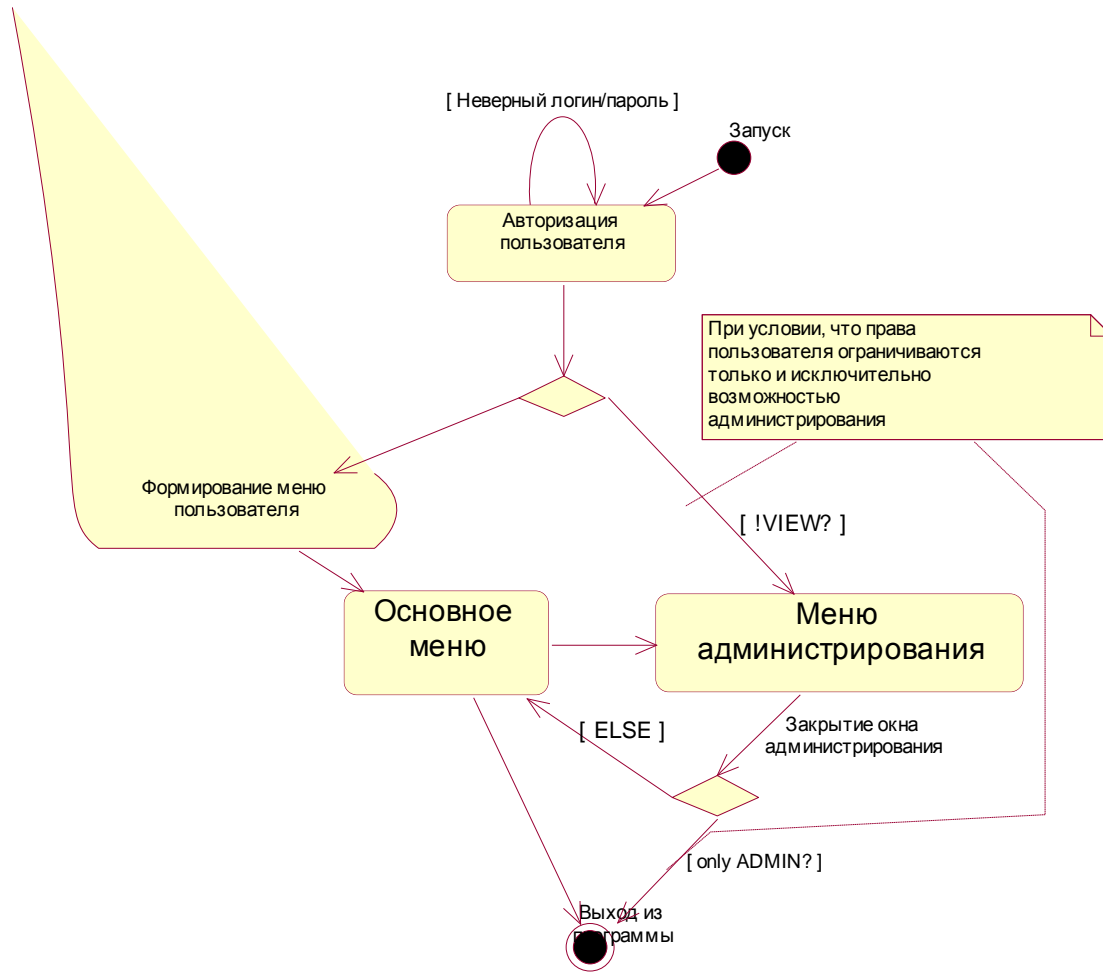 [ Неверный логин/пароль ]
Запуск
Авторизация
пользователя
При условии, что права
пользователя ограничиваются
только и исключительно
возможностью
администрирования
Формирование меню
пользователя
[ !VIEW? ]
Основное
меню
Меню
администрирования
[ ELSE ]
Закрытие окна
администрирования
[ only ADMIN? ]
Выход из
программы